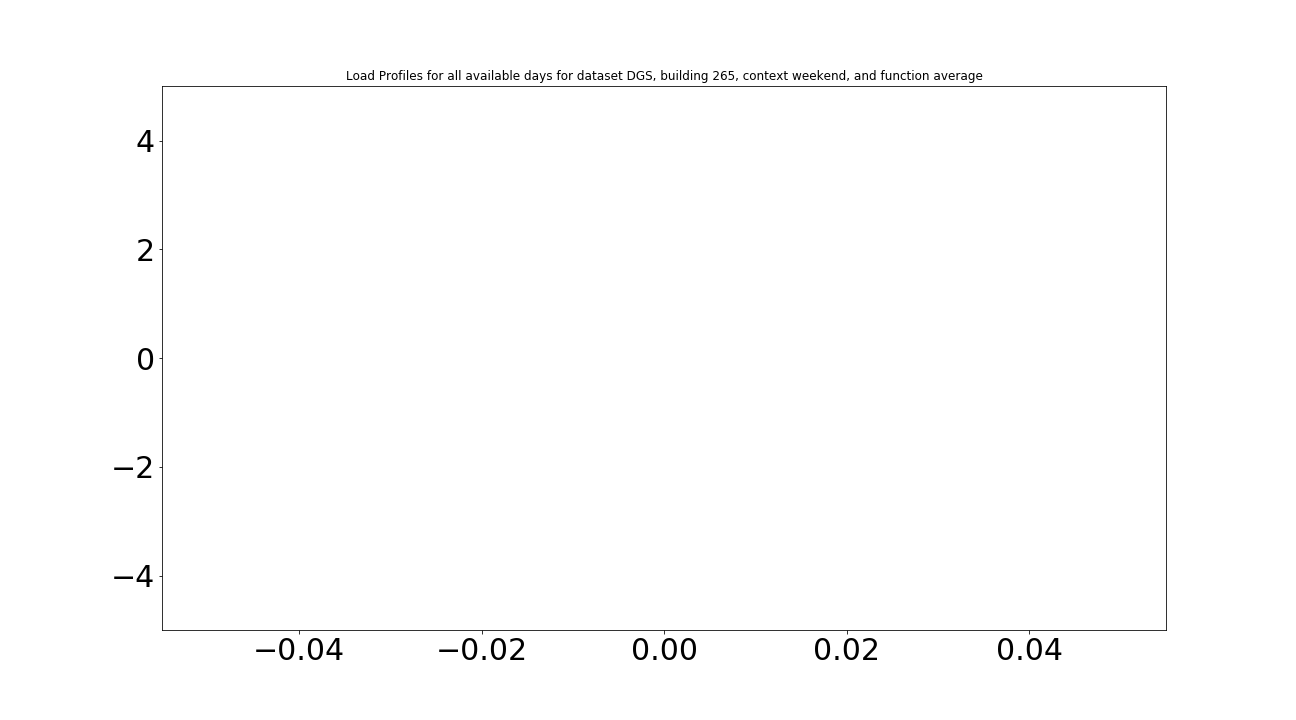 Load Profiles for all available days for dataset DGS, building 265, context weekend, and function average
4
2
0
−2
−4
−0.04 −0.02 0.00 0.02 0.04